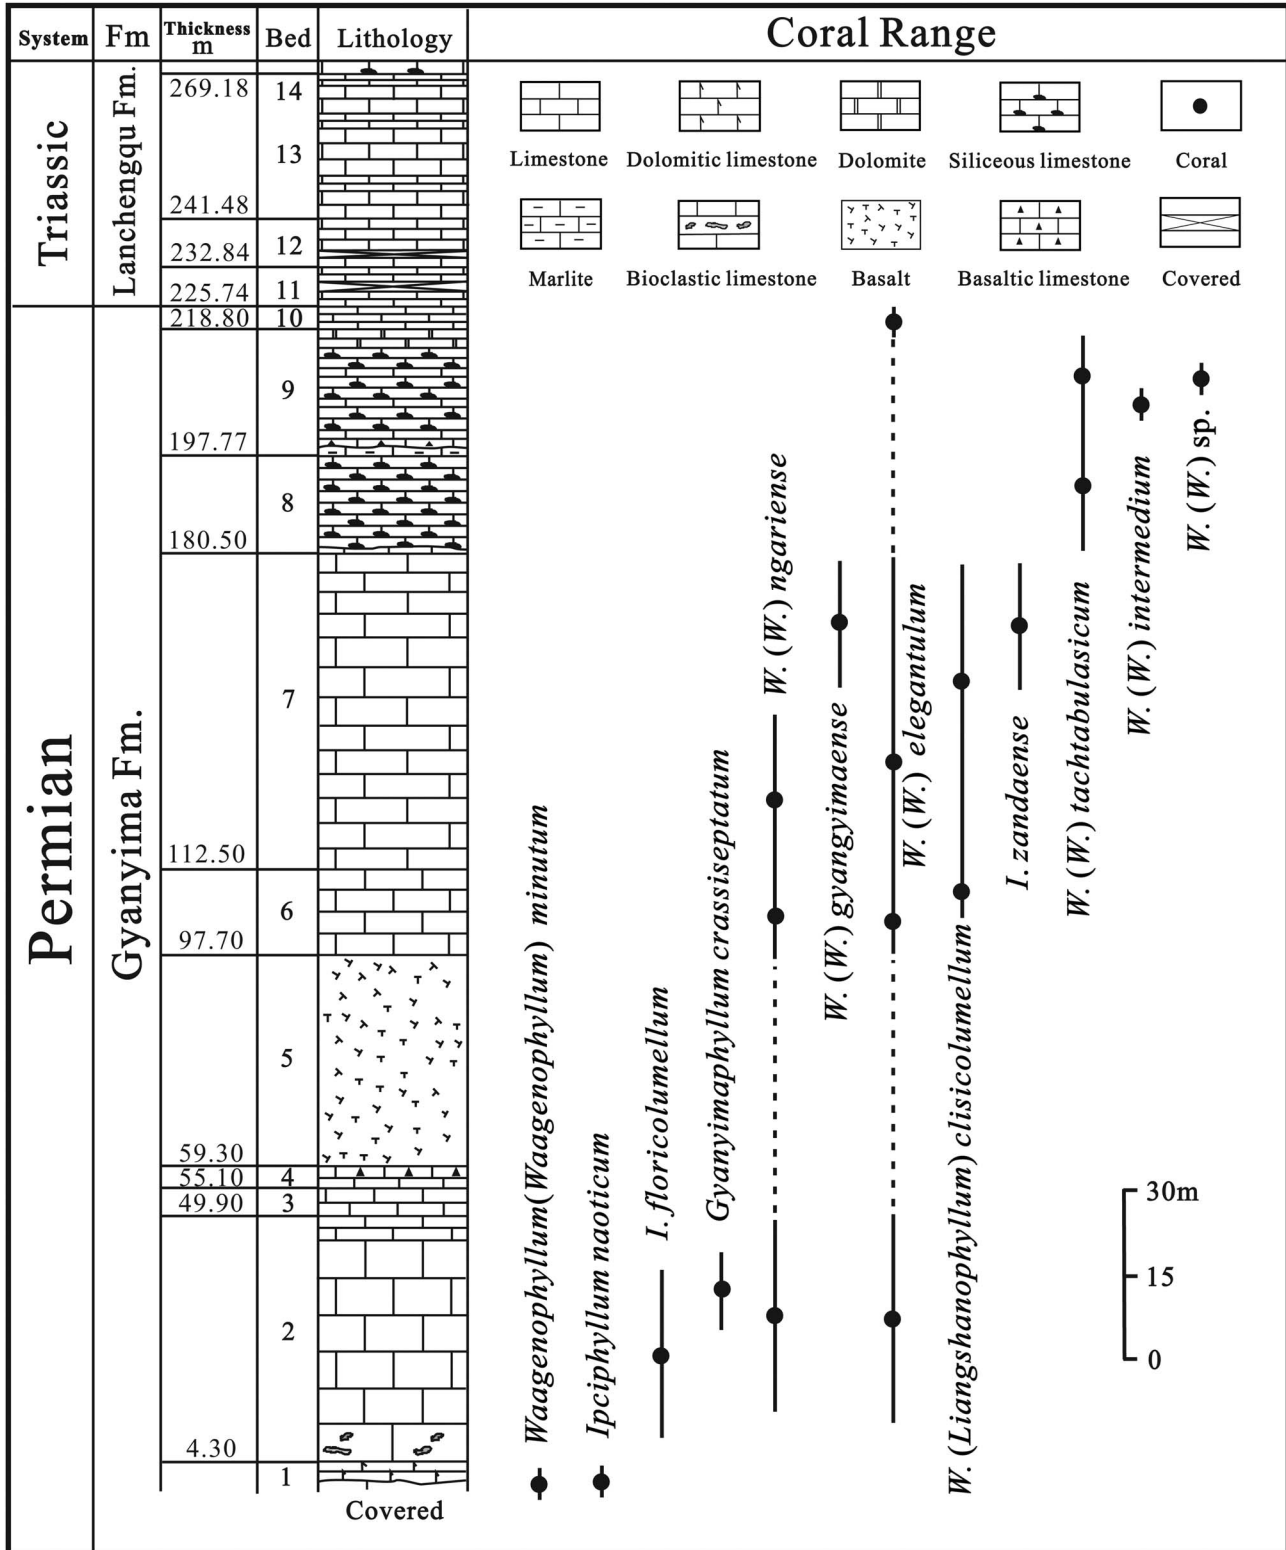 System Fm Thickness m Bed Lithology Coral Range
Triassic
Lanchengqu Fm.
Permian
Gyanyima Fm.
269.18 14
13
241.48
12
232.84
11
225.74
218.80 10
9
197.77
8
180.50
7
112.50
6
97.70
5
59.30
55.10 4
49.90 3
2
4.30
1
Covered
Limestone Dolomitic limestone Dolomite Siliceous limestone Coral
Marlite Bioclastic limestone Basalt Basaltic limestone Covered
Waagenophyllum(Waagenophyllum) minutum
Ipciphyllum naoticum
I. floricolumellum
Gyanyimaphyllum crassiseptatum
W. (W.) ngariense
W. (W.) gyangyimaense
W. (W.) elegantulum
W. (Liangshanophyllum) clisicolumellum
I. zandaense
W. (W.) tachtabulasicum
W. (W.) intermedium
W. (W.) sp.
30m
15
0